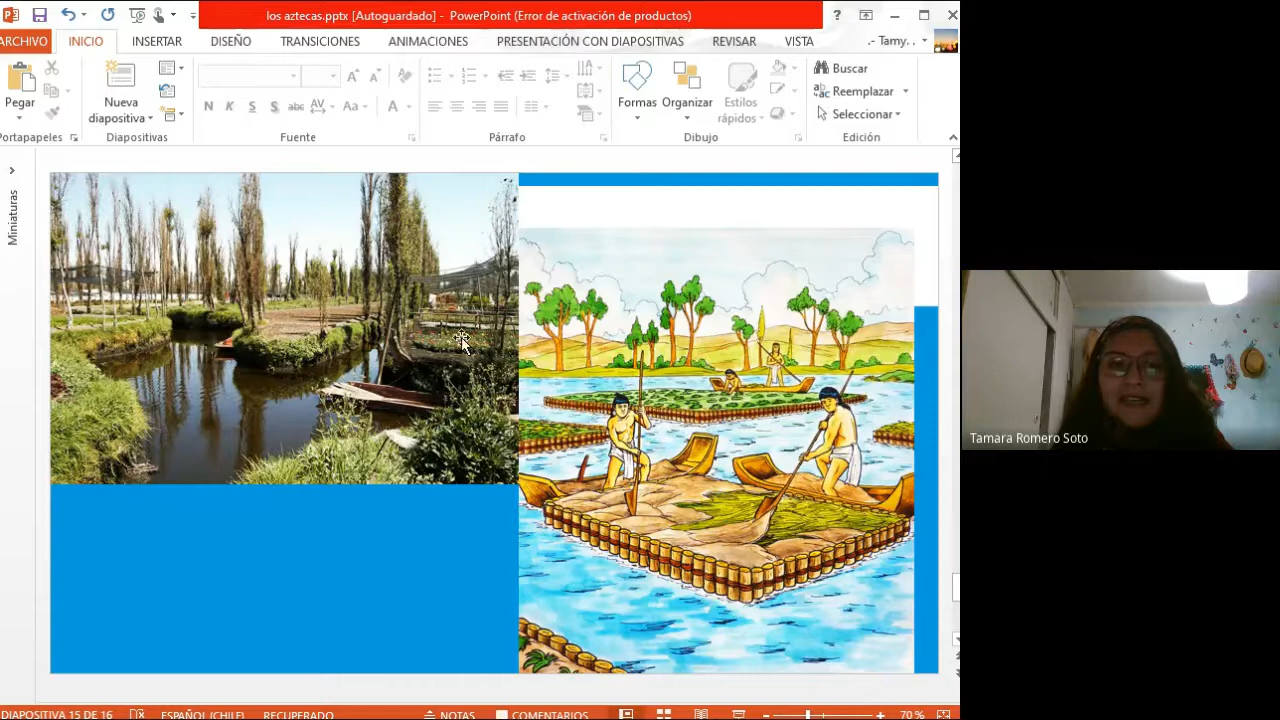 los aztecas.pptx [Autoguardado] - PowerPoint (Error de activación de productos)
ARCHIVO INICIO INSERTAR DISEÑO TRANSICIONES ANIMACIONES PRESENTACIÓN CON DIAPOSITIVAS REVISAR VISTA .- Tamy. .
Pegar
Nueva
diapositiva
N K S S abc AV Aa A
Formas Organizar Estilos
rápidos
Buscar
Reemplazar
Seleccionar
Portapapeles Diapositivas Fuente Párrafo Dibujo Edición
Miniaturas
Tamara Romero Soto
DIAPOSITIVA 15 DE 16 ESPAÑOL (CHILE) RECUPERADO NOTAS COMENTARIOS 70 %